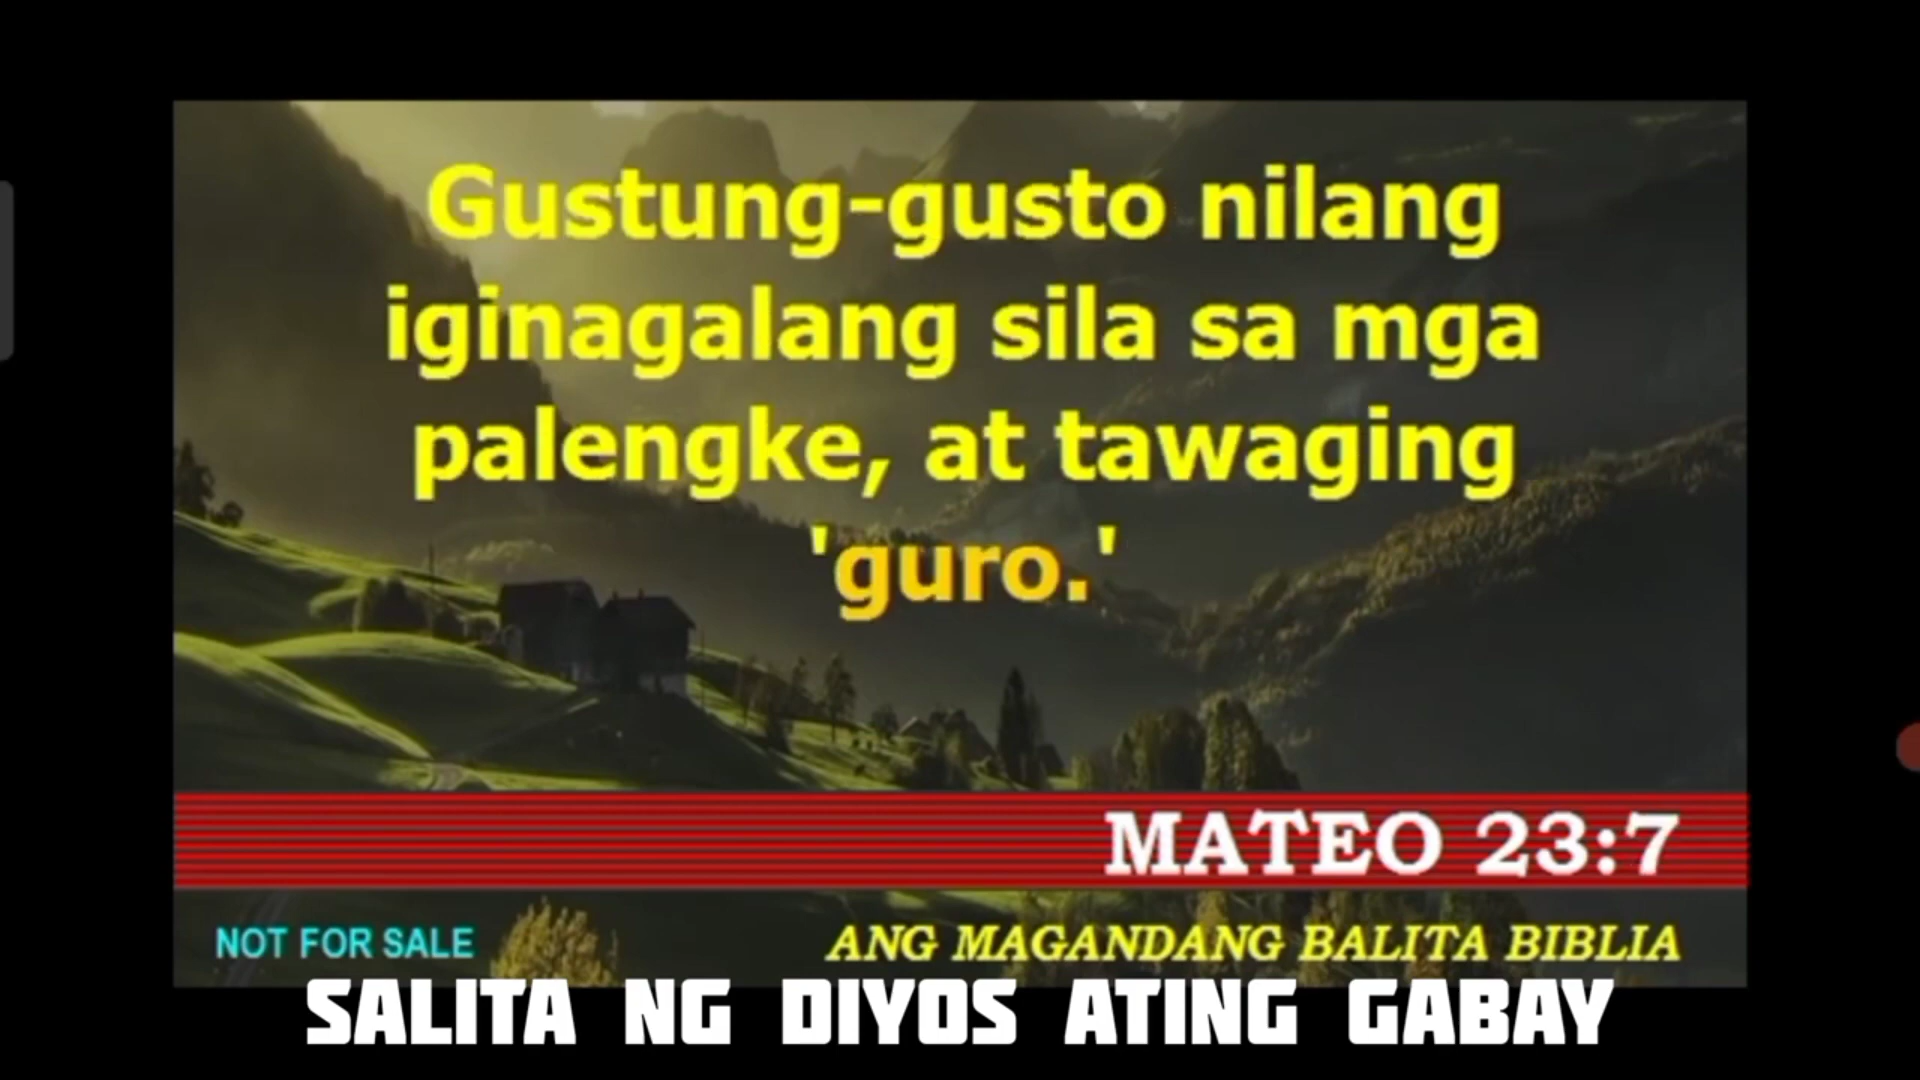 Gustung-gusto nilang
iginagalang sila sa mga
palengke, at tawaging
'guro.'
MATEO 23:7
NOT FOR SALE
ANG MAGANDANG BALITA BIBLIA
SALITA NG DIYOS ATING GABAY